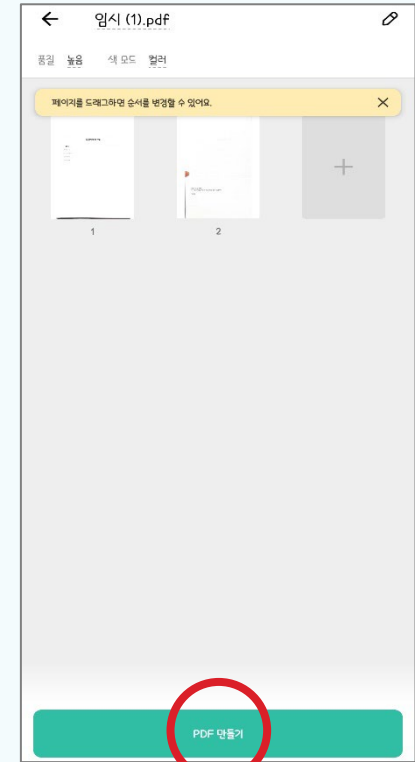 임시 (1).pdf
품질 높음 색 모드 컬러
페이지를 드래그하면 순서를 변경할 수 있어요.
1
2
PDF 만들기